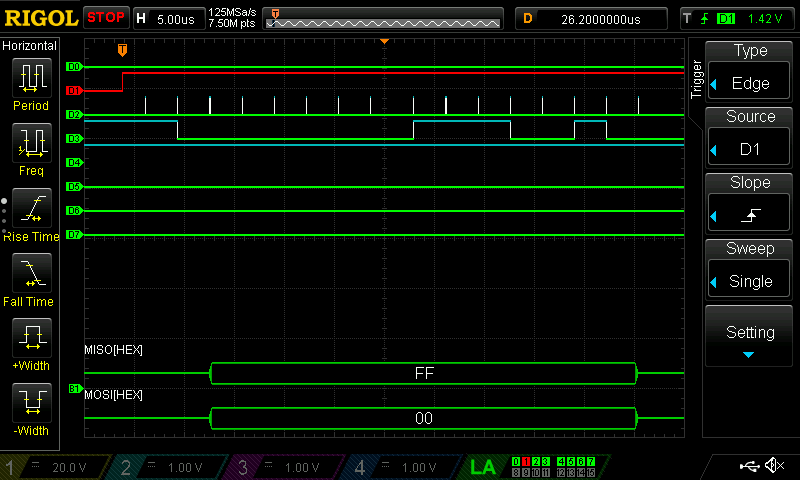 RIGOL STOP H 5.00us 125MSa/s 7.50M pts T D 26.2000000us T D1 1.42 V
Horizontal
Period
Freq
Rise Time
Fall Time
+Width
-Width
T
D0
D1
D2
D3
D4
D5
D6
D7
MISO[HEX]
FF
B1
MOSI[HEX]
00
Trigger
Type
Edge
Source
D1
Slope
Sweep
Single
Setting
1 20.0 V 2 1.00 V 3 1.00 V 4 1.00 V LA 0 1 2 3 4 5 6 7
8 9 10 11 12 13 14 15